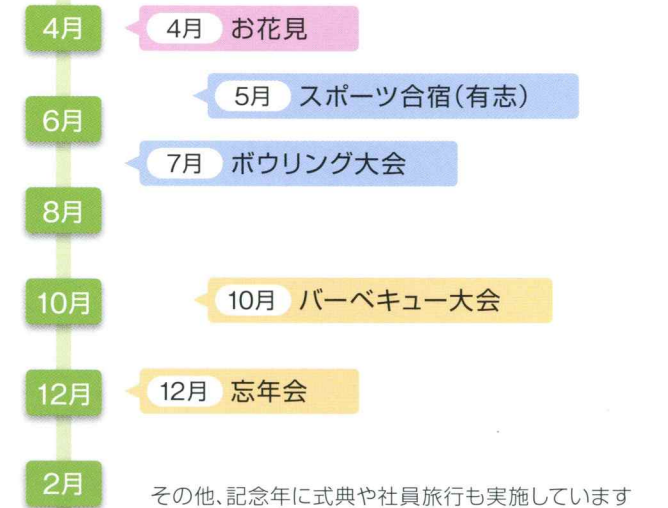 4月
4月 お花見
5月 スポーツ合宿(有志)
6月
7月 ボウリング大会
8月
10月
10月 バーベキュー大会
12月
12月 忘年会
2月
その他、記念年に式典や社員旅行も実施しています